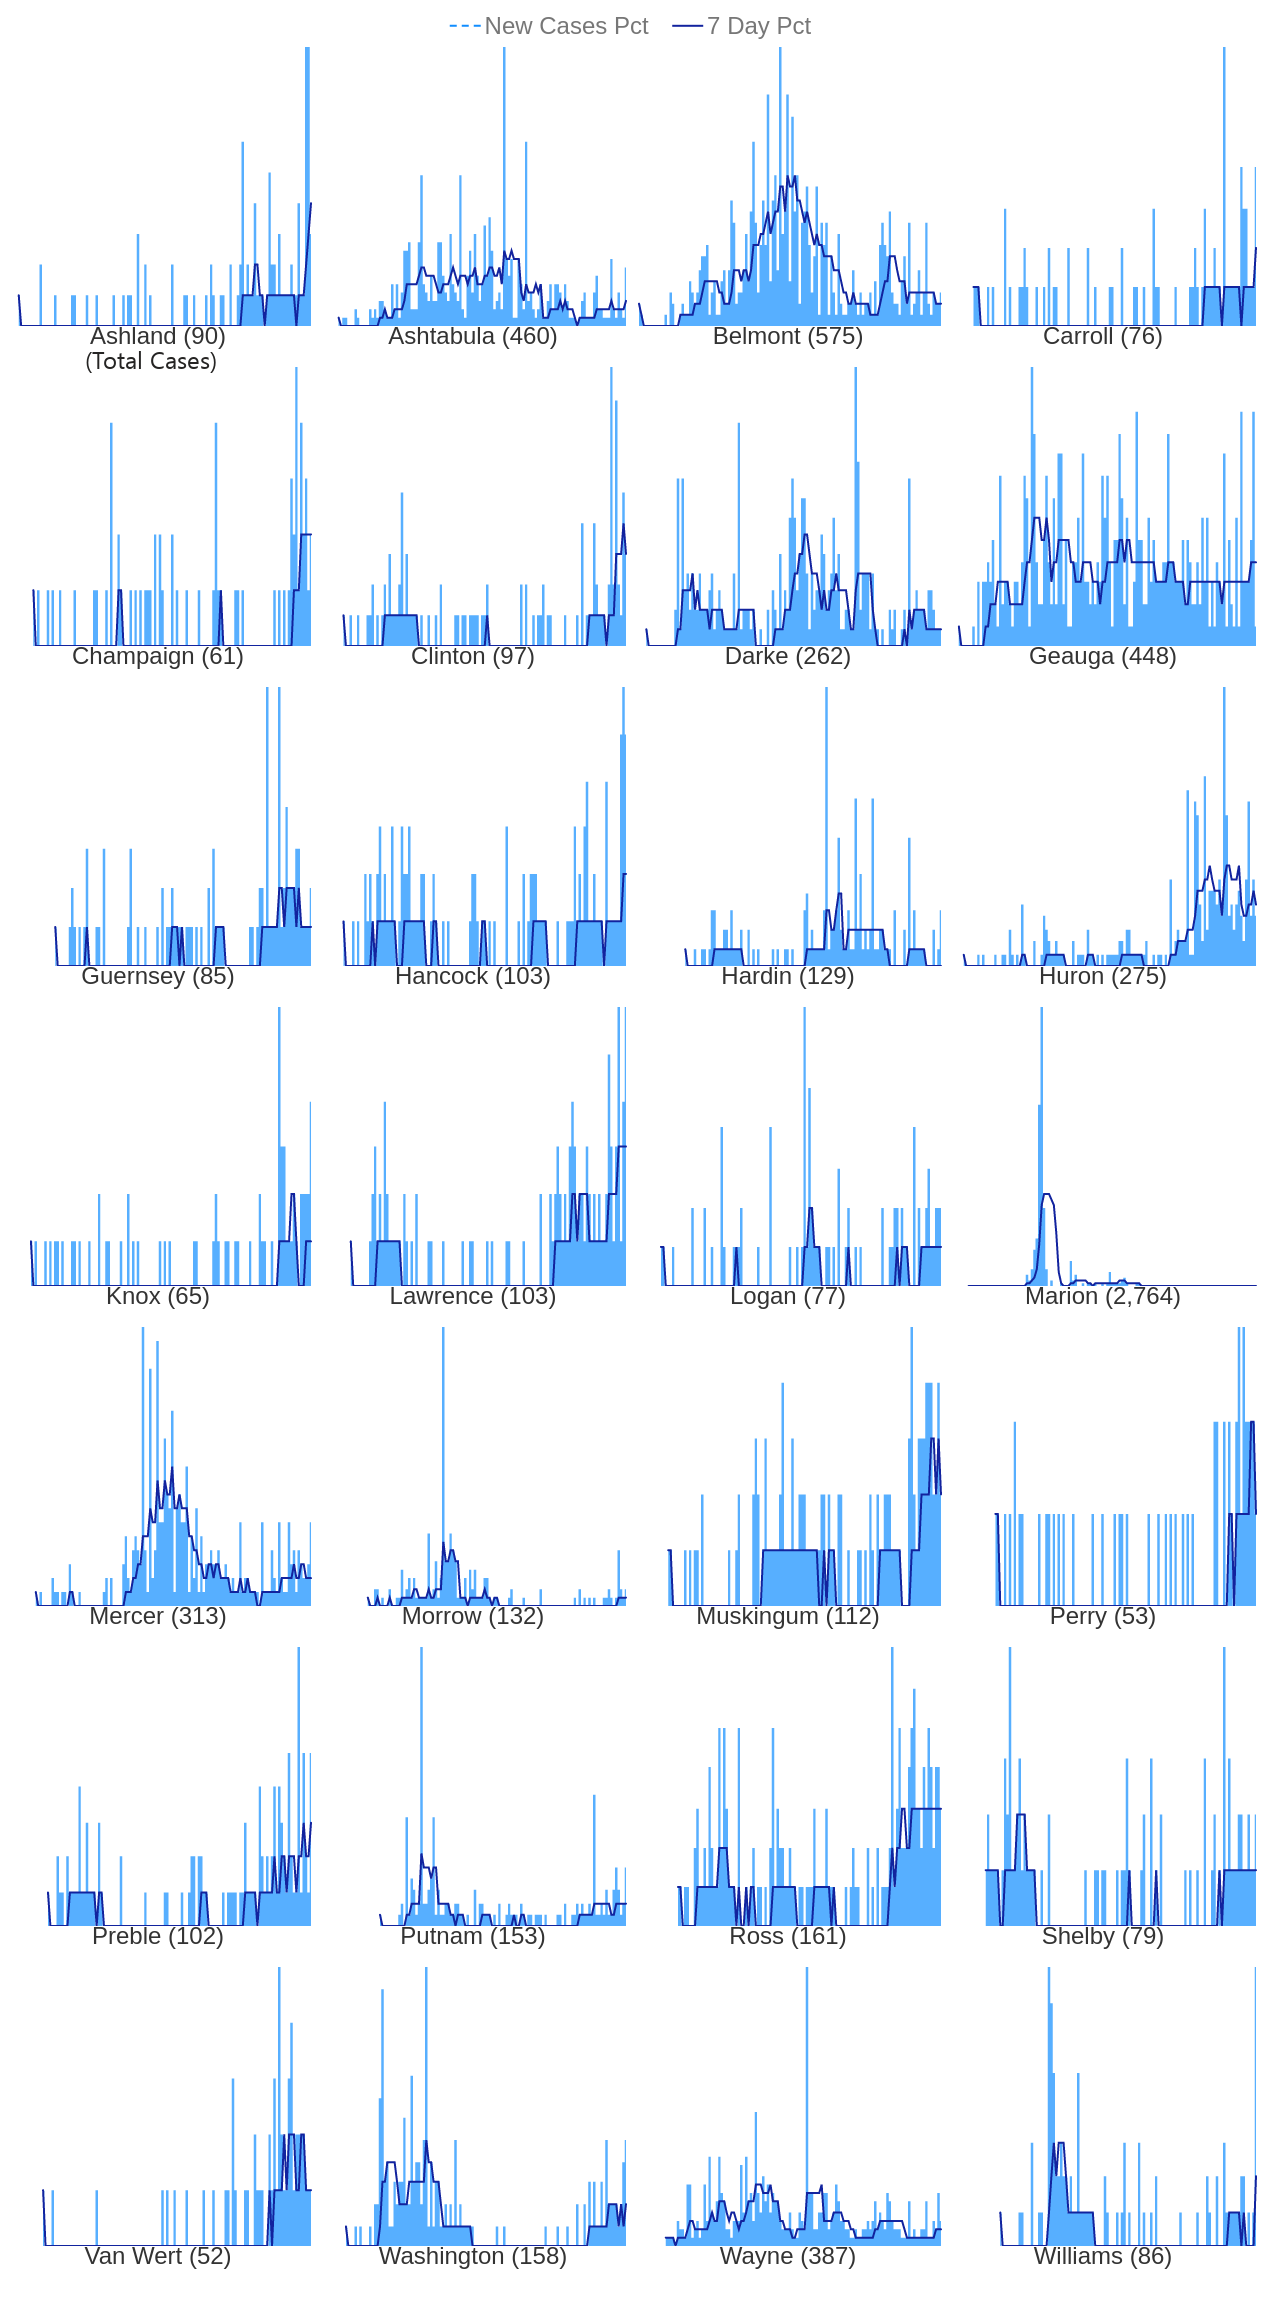 New Cases Pct 7 Day Pct
Ashland (90) Ashtabula (460) Belmont (575) Carroll (76)
(Total Cases)
Champaign (61) Clinton (97) Darke (262) Geauga (448)
Guernsey (85) Hancock (103) Hardin (129) Huron (275)
Knox (65) Lawrence (103) Logan (77) Marion (2,764)
Mercer (313) Morrow (132) Muskingum (112) Perry (53)
Preble (102) Putnam (153) Ross (161) Shelby (79)
Van Wert (52) Washington (158) Wayne (387) Williams (86)